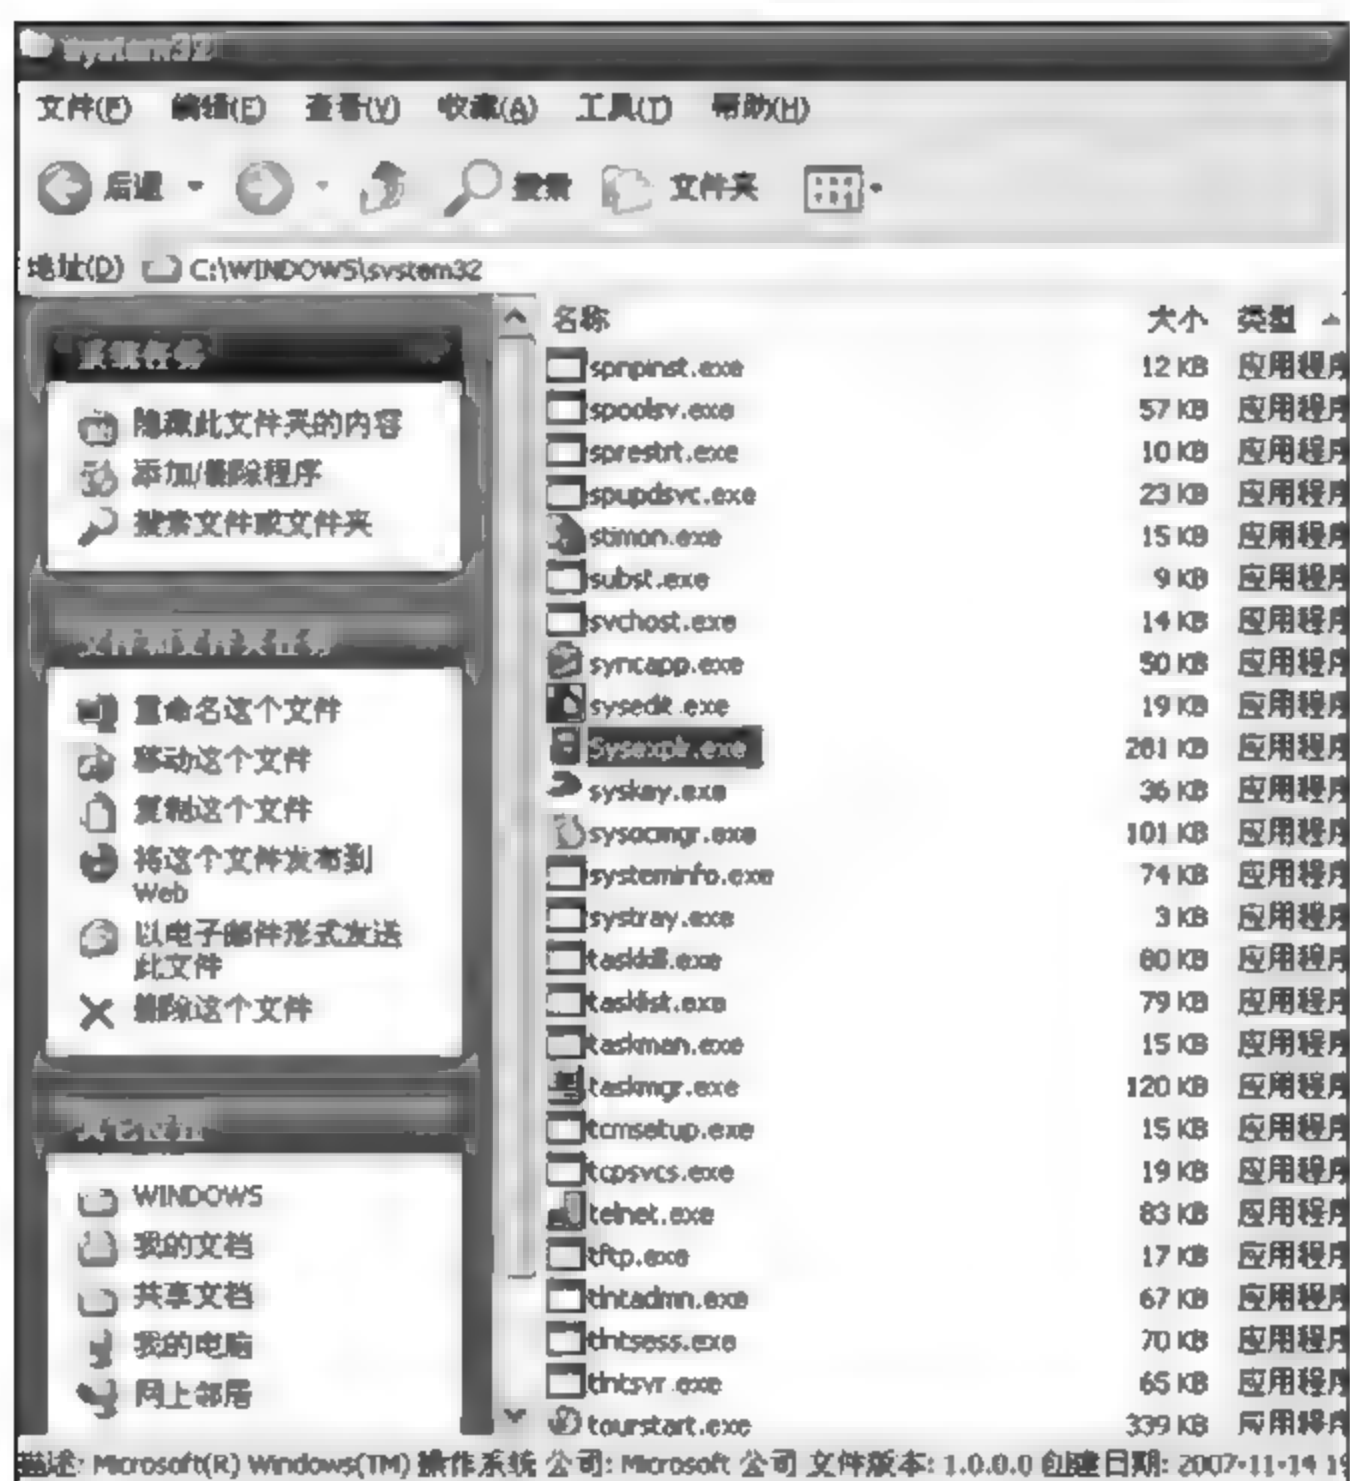 system32
文件(F) 编辑(E) 查看(V) 收藏(A) 工具(T) 帮助(H)
后退 搜索 文件夹
地址(D) C:\WINDOWS\system32
系统任务
隐藏此文件夹的内容
添加/删除程序
搜索文件或文件夹
文件和文件夹任务
重命名这个文件
移动这个文件
复制这个文件
将这个文件发布到
Web
以电子邮件形式发送
此文件
删除这个文件
其它位置
WINDOWS
我的文档
共享文档
我的电脑
网上邻居
名称 大小 类型
spnpinst.exe 12 KB 应用程序
spoolsv.exe 57 KB 应用程序
sprestrt.exe 10 KB 应用程序
spupdsvc.exe 23 KB 应用程序
stimon.exe 15 KB 应用程序
subst.exe 9 KB 应用程序
svchost.exe 14 KB 应用程序
syncapp.exe 50 KB 应用程序
sysedit.exe 19 KB 应用程序
Sysexplr.exe 281 KB 应用程序
syskey.exe 36 KB 应用程序
sysocmgr.exe 101 KB 应用程序
systeminfo.exe 74 KB 应用程序
systray.exe 3 KB 应用程序
taskkill.exe 80 KB 应用程序
tasklist.exe 79 KB 应用程序
taskman.exe 15 KB 应用程序
taskmgr.exe 120 KB 应用程序
tcmsetup.exe 15 KB 应用程序
tcpsvcs.exe 19 KB 应用程序
telnet.exe 83 KB 应用程序
tftp.exe 17 KB 应用程序
tlntadmn.exe 67 KB 应用程序
tlntsess.exe 70 KB 应用程序
tlntsvr.exe 65 KB 应用程序
tourstart.exe 339 KB 应用程序
描述: Microsoft(R) Windows(TM) 操作系统 公司: Microsoft 公司 文件版本: 1.0.0.0 创建日期: 2007-11-14 19